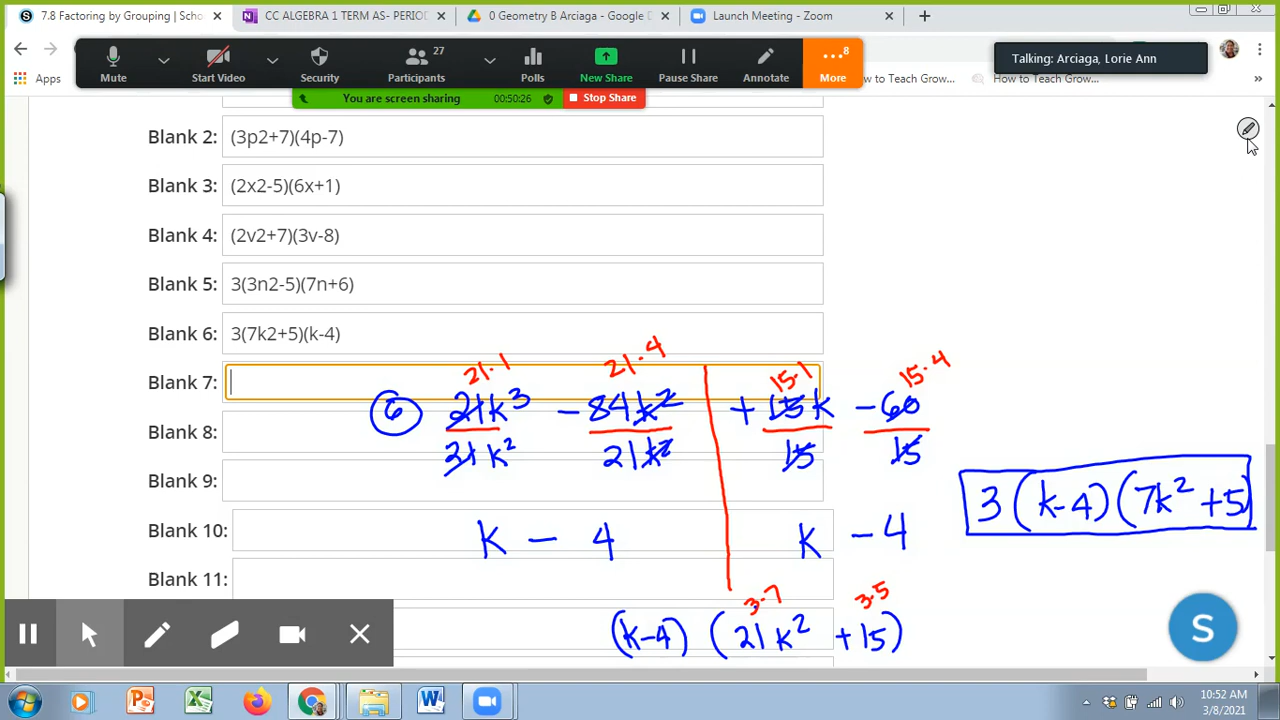 7.8 Factoring by Grouping | Scho
CC ALGEBRA 1 TERM AS- PERIOD
0 Geometry B Arciaga - Google D
Launch Meeting - Zoom
Apps
Mute
Start Video
Security
27
Participants
Polls
New Share
Pause Share
Annotate
8
More
Talking: Arciaga, Lorie Ann
How to Teach Grow...
How to Teach Grow...
You are screen sharing
00:50:26
Stop Share
Blank 2: (3p2+7)(4p-7)
Blank 3: (2x2-5)(6x+1)
Blank 4: (2v2+7)(3v-8)
Blank 5: 3(3n2-5)(7n+6)
Blank 6: 3(7k2+5)(k-4)
21·1 21·4 15·1 15·4
Blank 7:
6 21k³ - 84k² + 15k - 60
Blank 8:
21k² 21k² 15 15
Blank 9:
3(k-4)(7k²+5)
Blank 10:
k - 4 k - 4
Blank 11:
3·7 3·5
(k-4) (21k² +15)
S
10:52 AM
3/8/2021